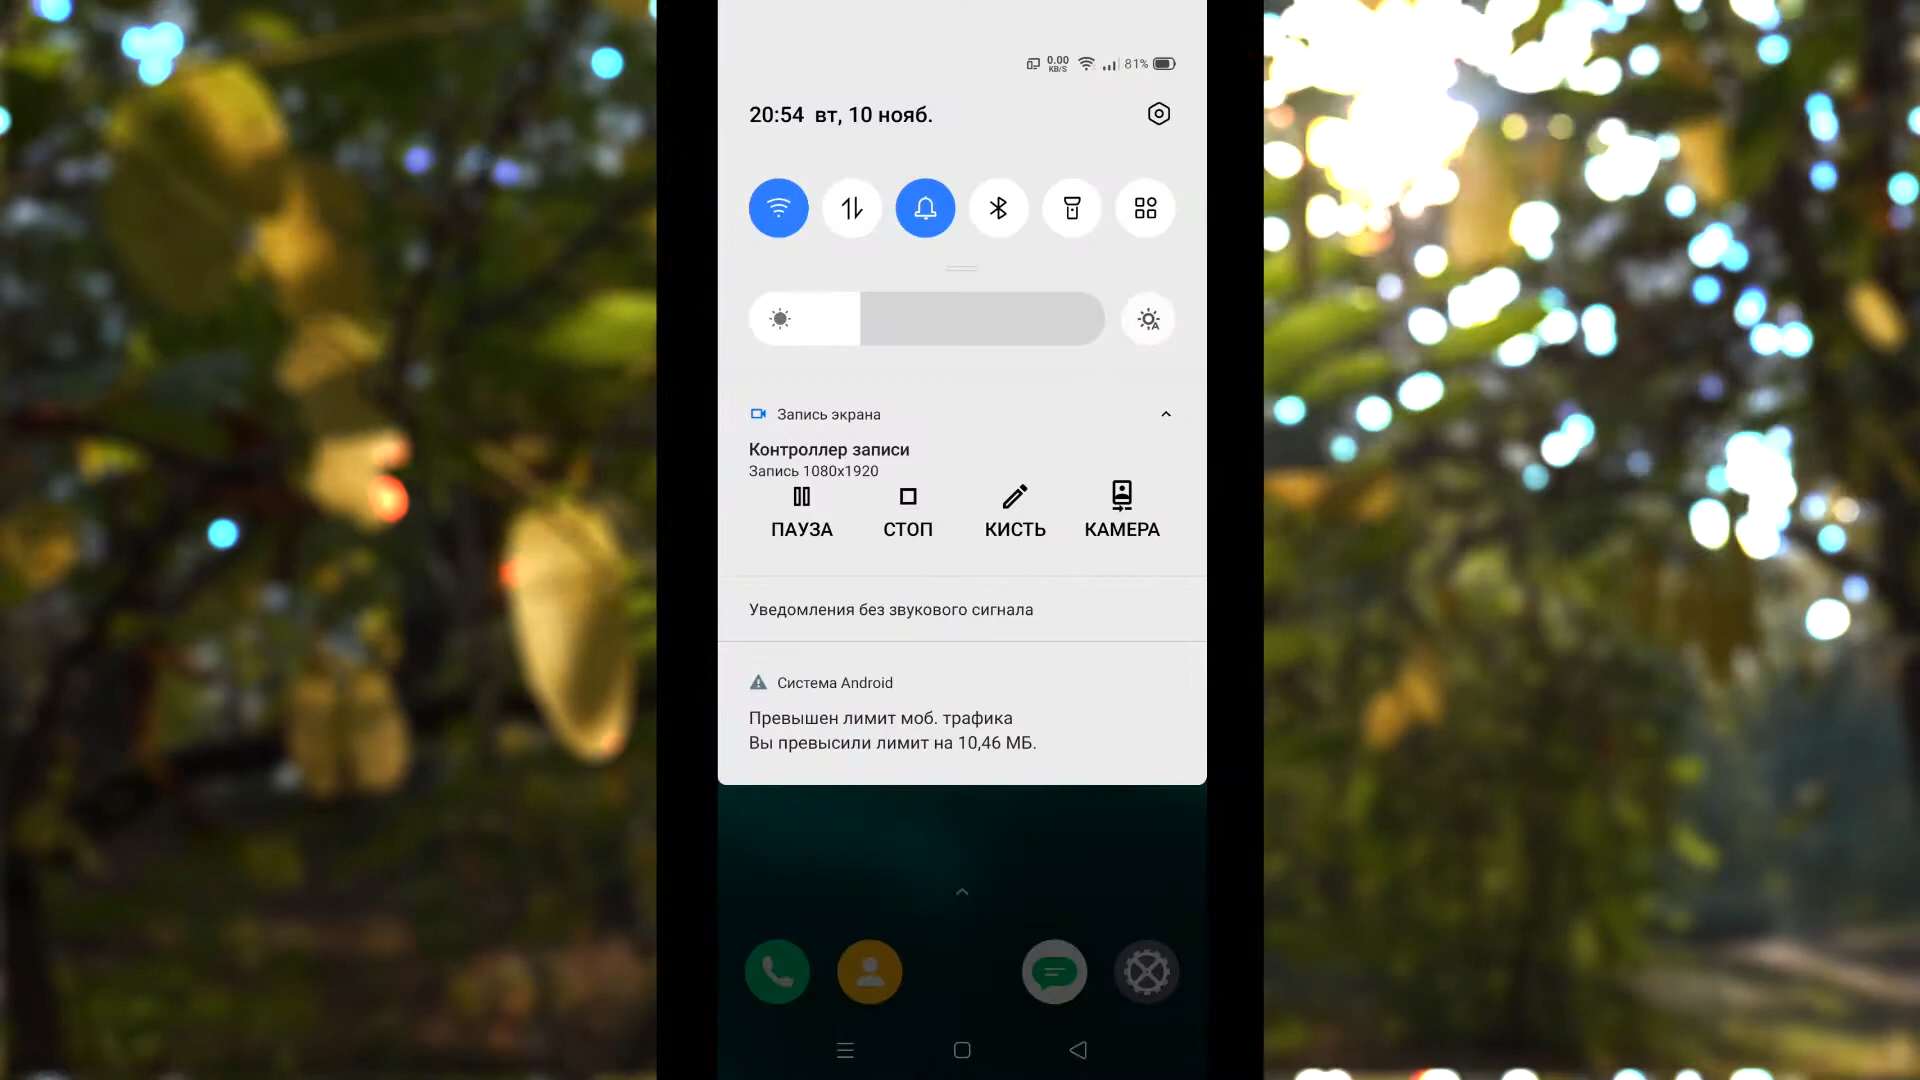 0.00
KB/S
81%
20:54 вт, 10 нояб.
Запись экрана
Контроллер записи
Запись 1080x1920
ПАУЗА СТОП КИСТЬ КАМЕРА
Уведомления без звукового сигнала
Система Android
Превышен лимит моб. трафика
Вы превысили лимит на 10,46 МБ.